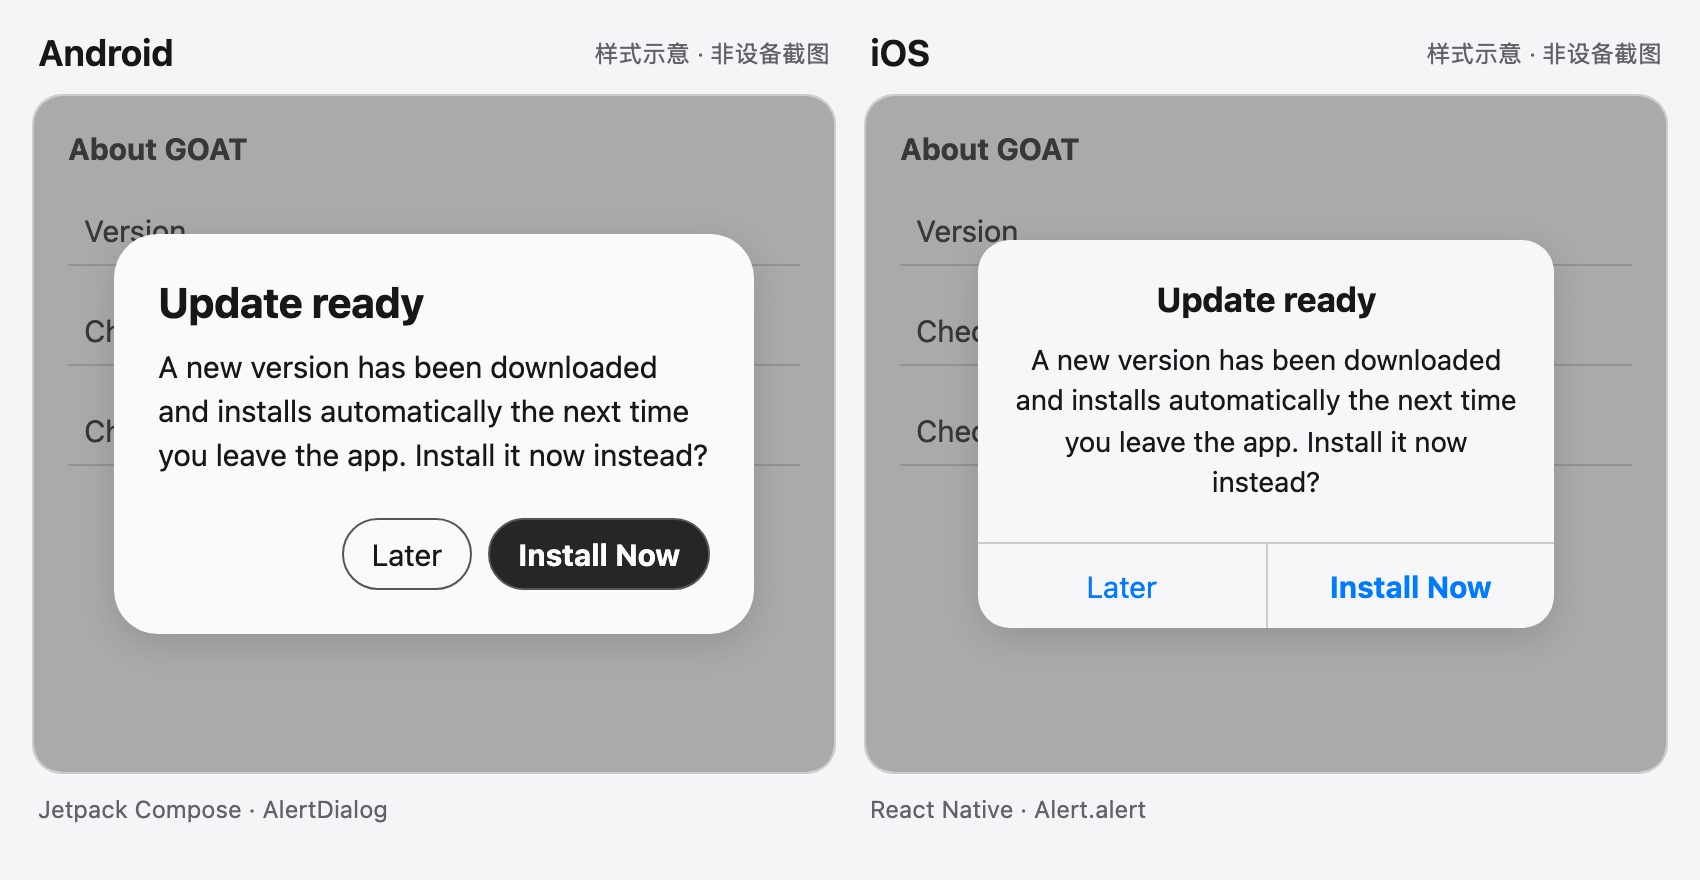 Android
样式示意 · 非设备截图
About GOAT
Version
Ch
Ch
Update ready
A new version has been downloaded
and installs automatically the next time
you leave the app. Install it now instead?
Later
Install Now
Jetpack Compose · AlertDialog
iOS
样式示意 · 非设备截图
About GOAT
Version
Chec
Chec
Update ready
A new version has been downloaded
and installs automatically the next time
you leave the app. Install it now
instead?
Later
Install Now
React Native · Alert.alert